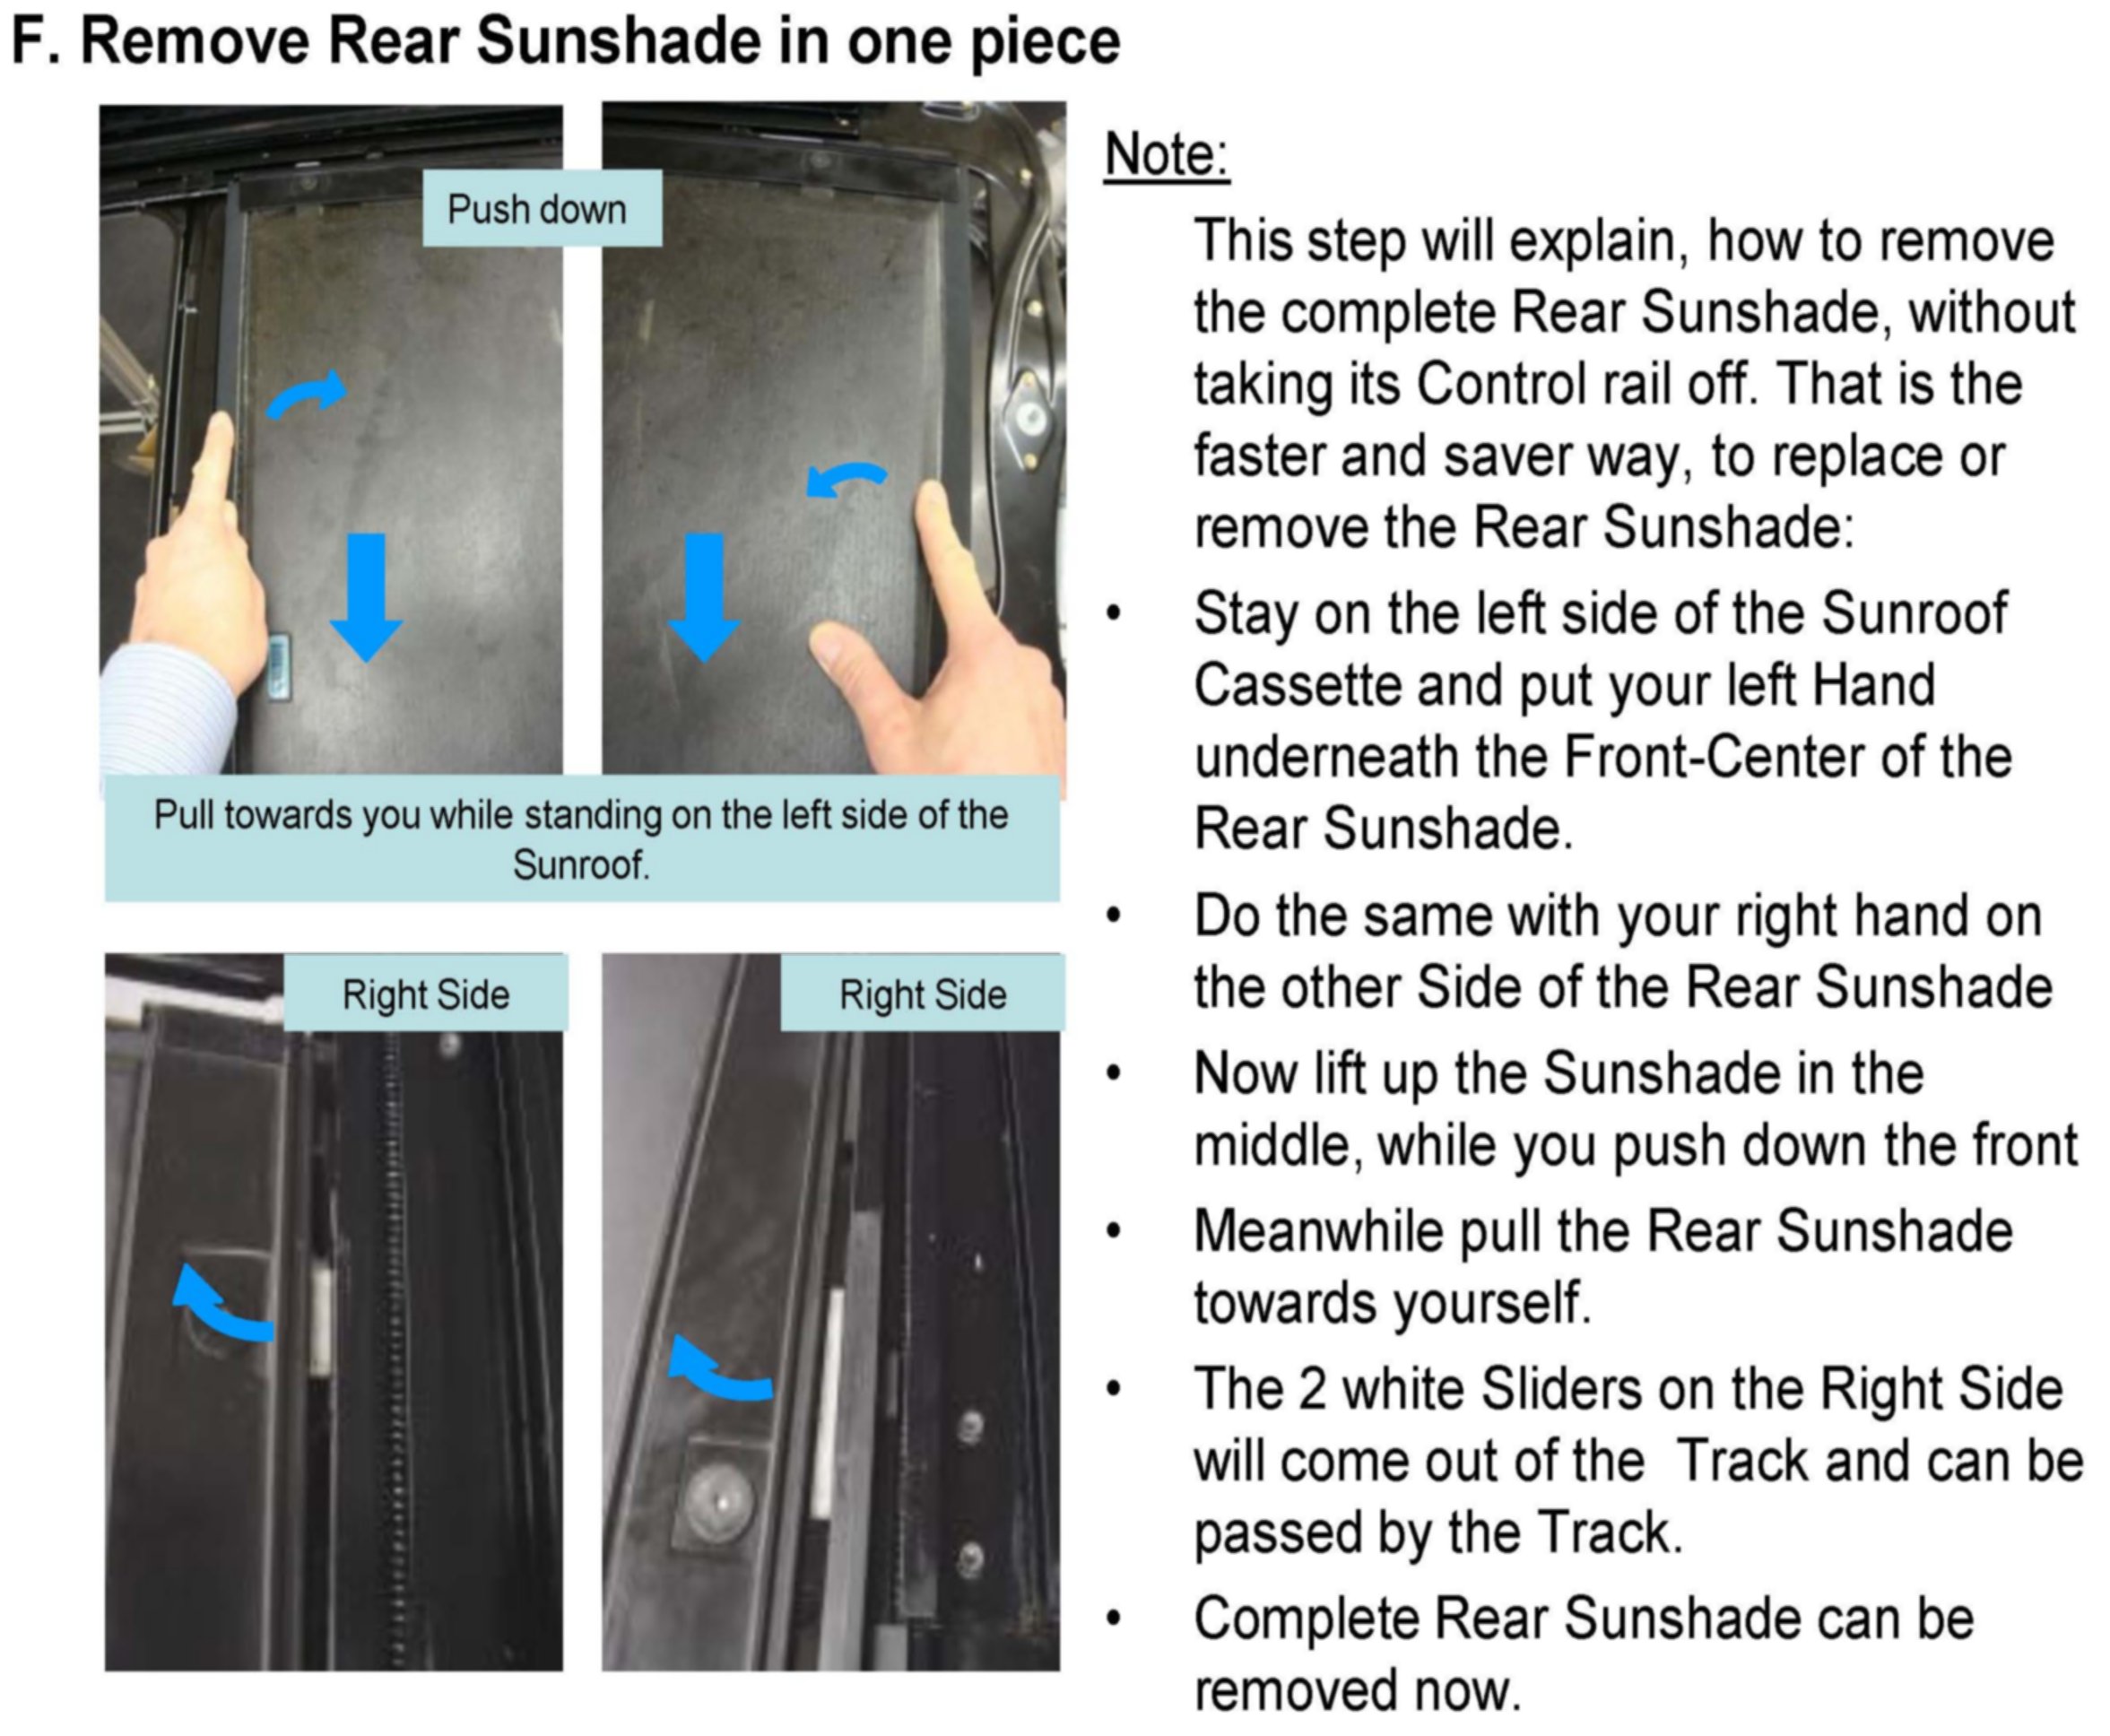 F. Remove Rear Sunshade in one piece
Push down
Pull towards you while standing on the left side of the
Sunroof.
Right Side
Right Side
Note:
This step will explain, how to remove
the complete Rear Sunshade, without
taking its Control rail off. That is the
faster and saver way, to replace or
remove the Rear Sunshade:
• Stay on the left side of the Sunroof
Cassette and put your left Hand
underneath the Front-Center of the
Rear Sunshade.
• Do the same with your right hand on
the other Side of the Rear Sunshade
• Now lift up the Sunshade in the
middle, while you push down the front
• Meanwhile pull the Rear Sunshade
towards yourself.
• The 2 white Sliders on the Right Side
will come out of the  Track and can be
passed by the Track.
• Complete Rear Sunshade can be
removed now.